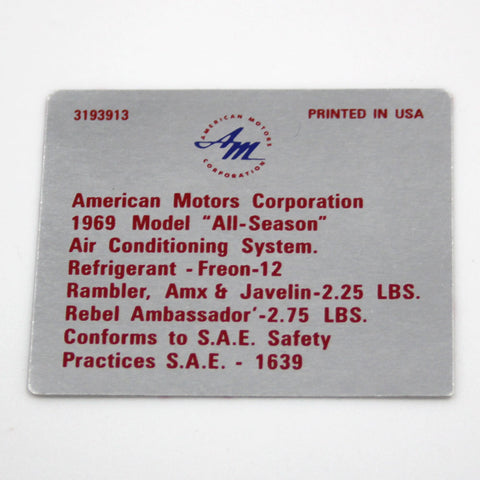 3193913
PRINTED IN USA
AMERICAN MOTORS
AM
CORPORATION
American Motors Corporation
1969 Model "All-Season"
Air Conditioning System.
Refrigerant - Freon-12
Rambler, Amx & Javelin-2.25 LBS.
Rebel Ambassador'-2.75 LBS.
Conforms to S.A.E. Safety
Practices S.A.E. - 1639